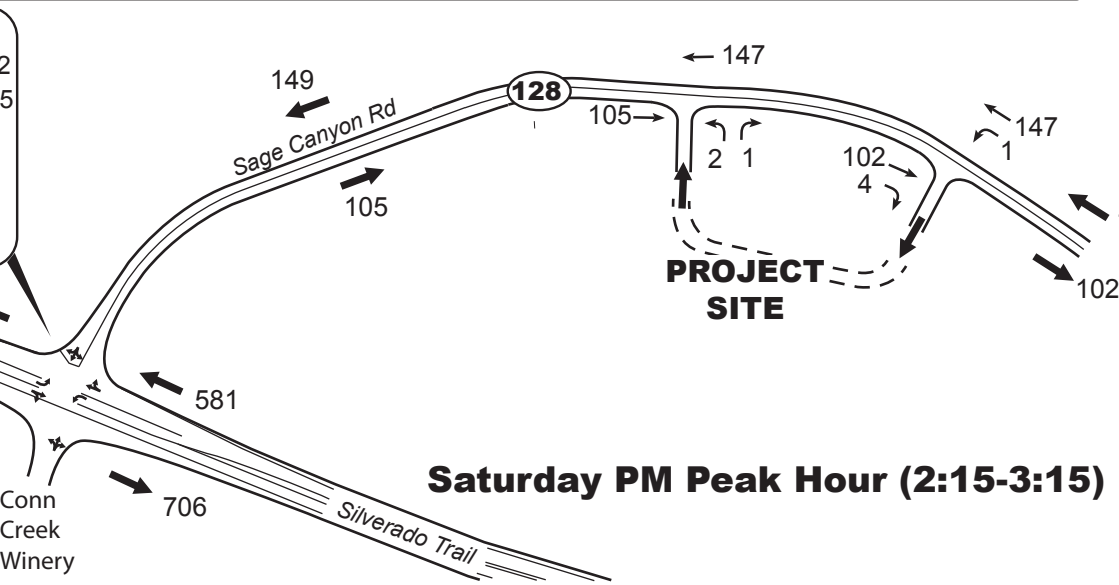 147
149
128
2
5
Sage Canyon Rd
105
147
2 1
1
102
4
105
PROJECT
SITE
102
581
Saturday PM Peak Hour (2:15-3:15)
706
Conn
Creek
Winery
Silverado Trail